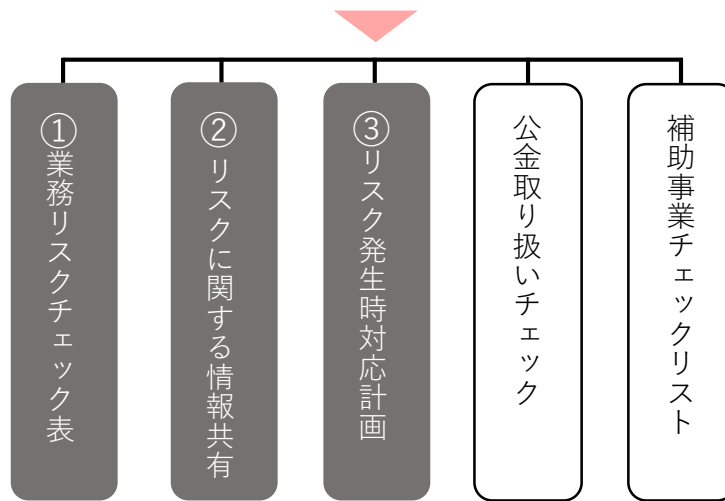 ①業務リスクチェック表
②リスクに関する情報共有
③リスク発生時対応計画
公金取り扱いチェック
補助事業チェックリスト